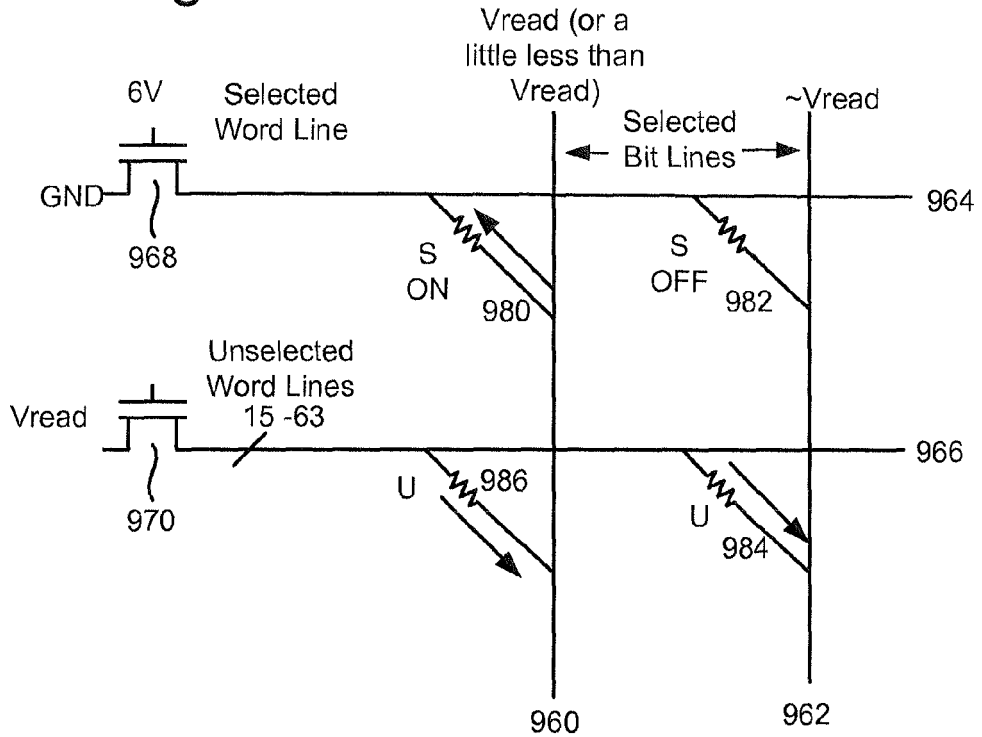 Vread (or a
little less than
Vread)
6V
Selected
Word Line
~Vread
Selected
Bit Lines
GND
964
968
S
ON
980
S
OFF
982
Unselected
Word Lines
15 -63
Vread
966
970
U
986
U
984
960
962